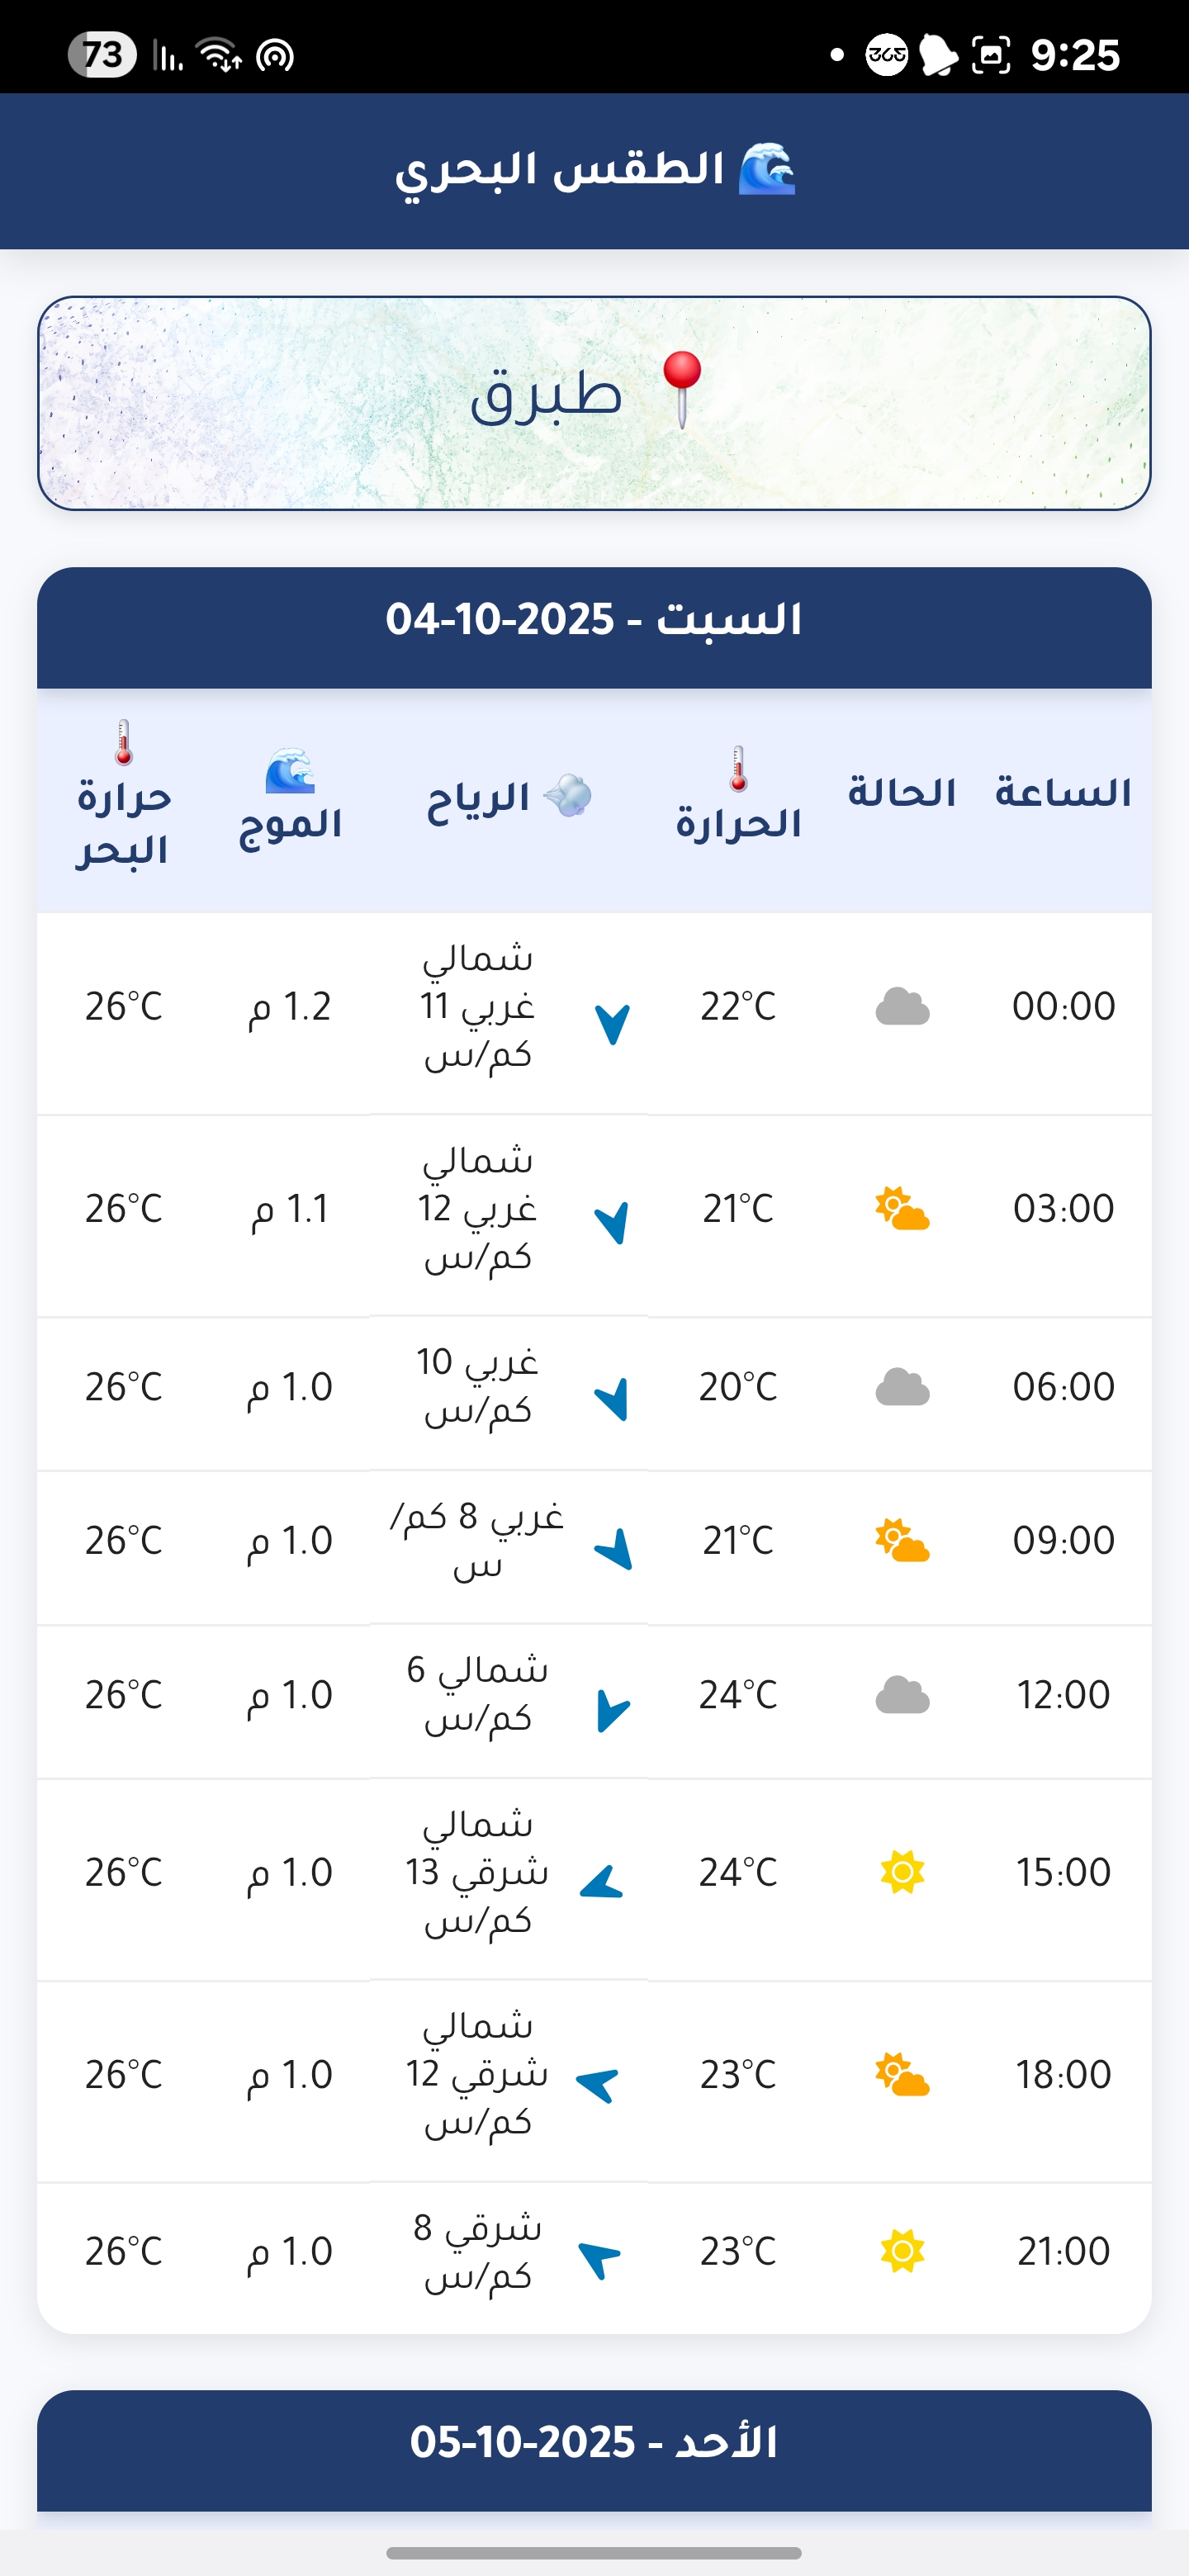 9:25
365
73
الطقس البحري
طبرق
السبت - 2025-10-04
الساعة الحالة الحرارة الرياح الموج حرارة البحر
00:00 22°C شمالي غربي 11 كم/س 1.2 م 26°C
03:00 21°C شمالي غربي 12 كم/س 1.1 م 26°C
06:00 20°C غربي 10 كم/س 1.0 م 26°C
09:00 21°C غربي 8 كم/س 1.0 م 26°C
12:00 24°C شمالي 6 كم/س 1.0 م 26°C
15:00 24°C شمالي شرقي 13 كم/س 1.0 م 26°C
18:00 23°C شمالي شرقي 12 كم/س 1.0 م 26°C
21:00 23°C شرقي 8 كم/س 1.0 م 26°C
الأحد - 2025-10-05